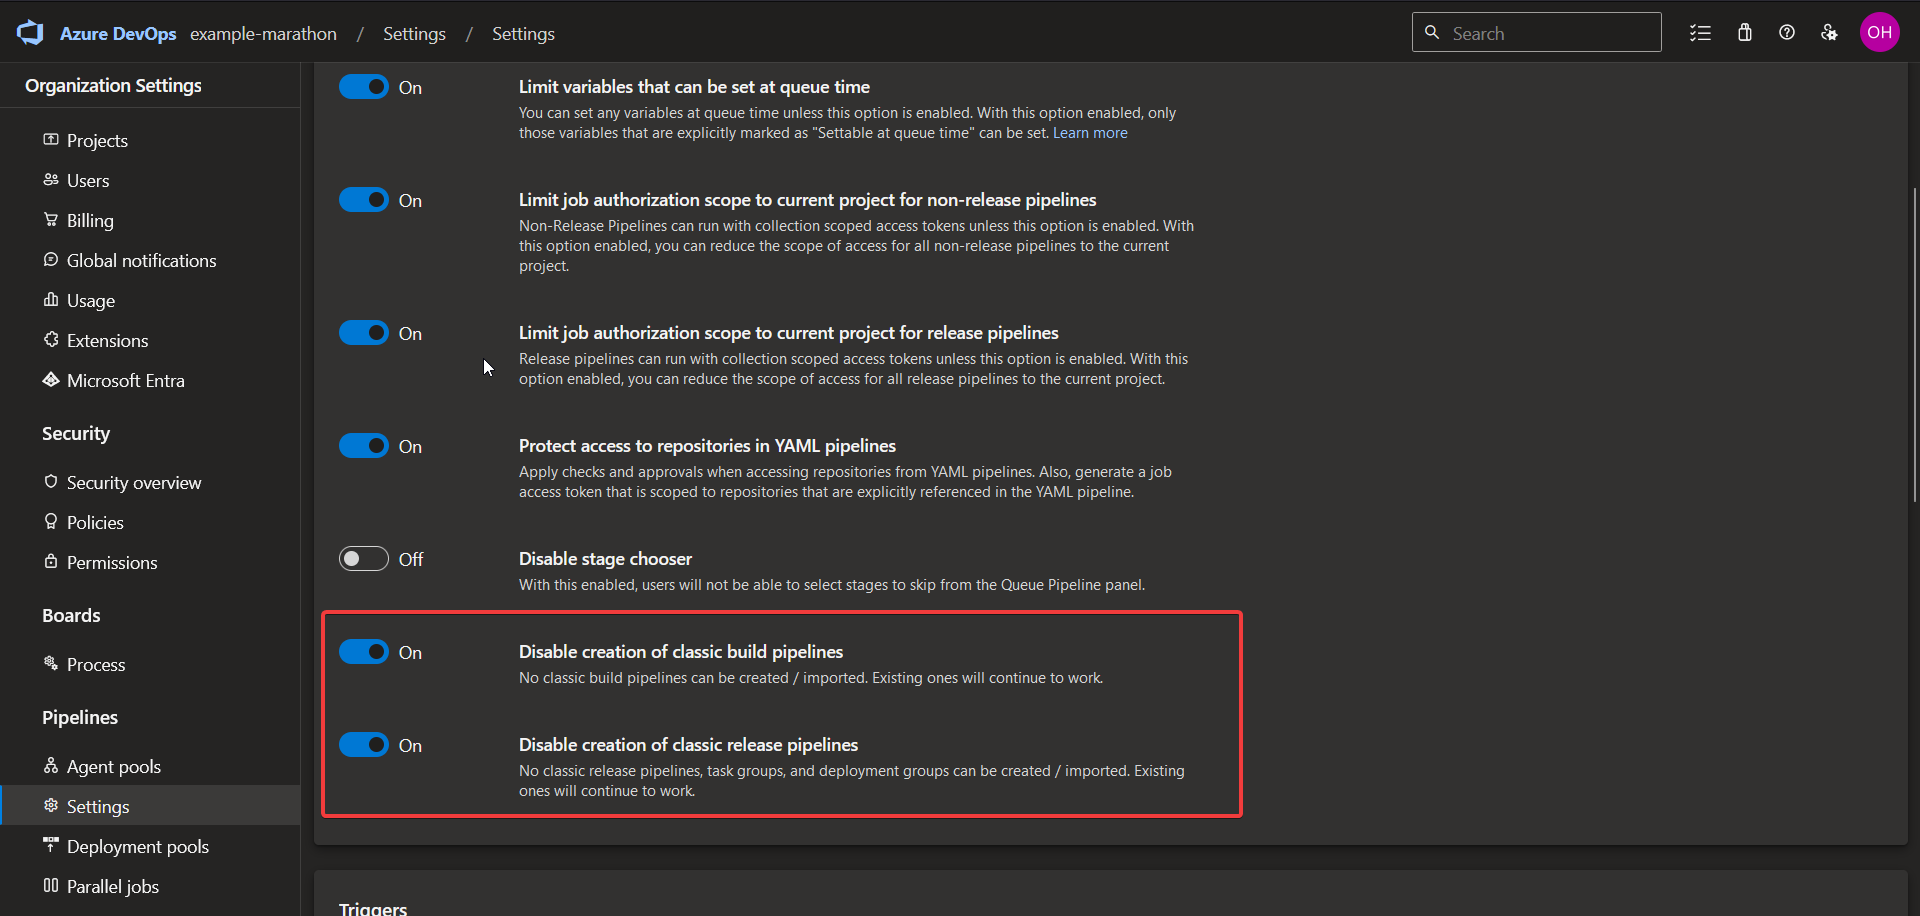 Azure DevOps example-marathon / Settings / Settings
Search
OH
Organization Settings
Projects
Users
Billing
Global notifications
Usage
Extensions
Microsoft Entra
Security
Security overview
Policies
Permissions
Boards
Process
Pipelines
Agent pools
Settings
Deployment pools
Parallel jobs
On
Limit variables that can be set at queue time
You can set any variables at queue time unless this option is enabled. With this option enabled, only
those variables that are explicitly marked as "Settable at queue time" can be set. Learn more
On
Limit job authorization scope to current project for non-release pipelines
Non-Release Pipelines can run with collection scoped access tokens unless this option is enabled. With
this option enabled, you can reduce the scope of access for all non-release pipelines to the current
project.
On
Limit job authorization scope to current project for release pipelines
Release pipelines can run with collection scoped access tokens unless this option is enabled. With this
option enabled, you can reduce the scope of access for all release pipelines to the current project.
On
Protect access to repositories in YAML pipelines
Apply checks and approvals when accessing repositories from YAML pipelines. Also, generate a job
access token that is scoped to repositories that are explicitly referenced in the YAML pipeline.
Off
Disable stage chooser
With this enabled, users will not be able to select stages to skip from the Queue Pipeline panel.
On
Disable creation of classic build pipelines
No classic build pipelines can be created / imported. Existing ones will continue to work.
On
Disable creation of classic release pipelines
No classic release pipelines, task groups, and deployment groups can be created / imported. Existing
ones will continue to work.
Triggers